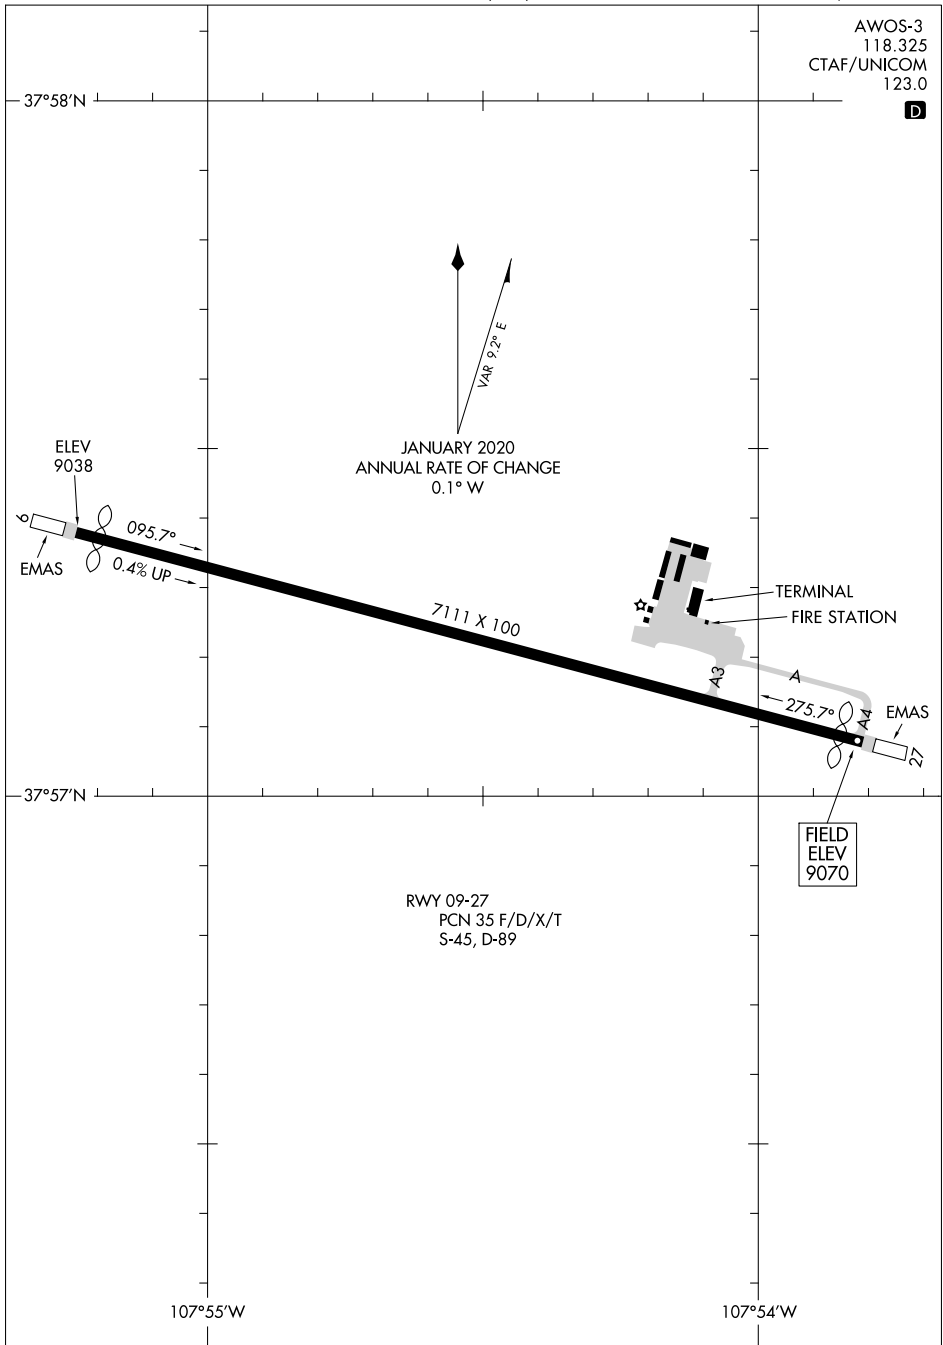 AWOS-3
118.325
CTAF/UNICOM
123.0
D
37°58'N
VAR 9.2° E
JANUARY 2020
ANNUAL RATE OF CHANGE
0.1° W
ELEV
9038
9
EMAS
095.7°
0.4% UP
7111 X 100
TERMINAL
FIRE STATION
A3
A
275.7°
A4
EMAS
27
37°57'N
FIELD
ELEV
9070
RWY 09-27
PCN 35 F/D/X/T
S-45, D-89
107°55'W
107°54'W